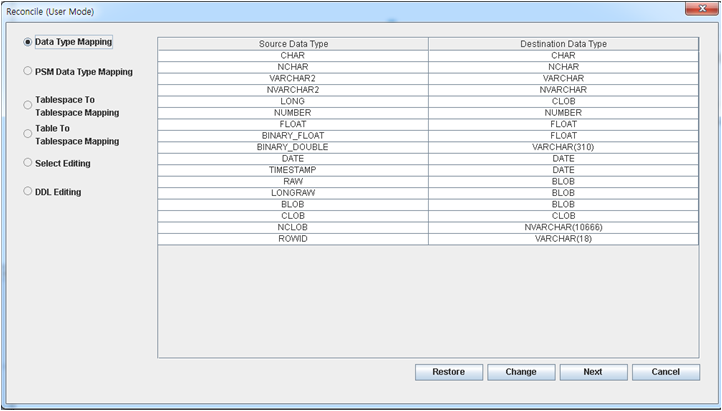 Reconcile (User Mode)
Data Type Mapping
PSM Data Type Mapping
Tablespace To
Tablespace Mapping
Table To
Tablespace Mapping
Select Editing
DDL Editing
Source Data Type Destination Data Type
CHAR CHAR
NCHAR NCHAR
VARCHAR2 VARCHAR
NVARCHAR2 NVARCHAR
LONG CLOB
NUMBER NUMBER
FLOAT FLOAT
BINARY_FLOAT FLOAT
BINARY_DOUBLE VARCHAR(310)
DATE DATE
TIMESTAMP DATE
RAW BLOB
LONGRAW BLOB
BLOB BLOB
CLOB CLOB
NCLOB NVARCHAR(10666)
ROWID VARCHAR(18)
Restore Change Next Cancel